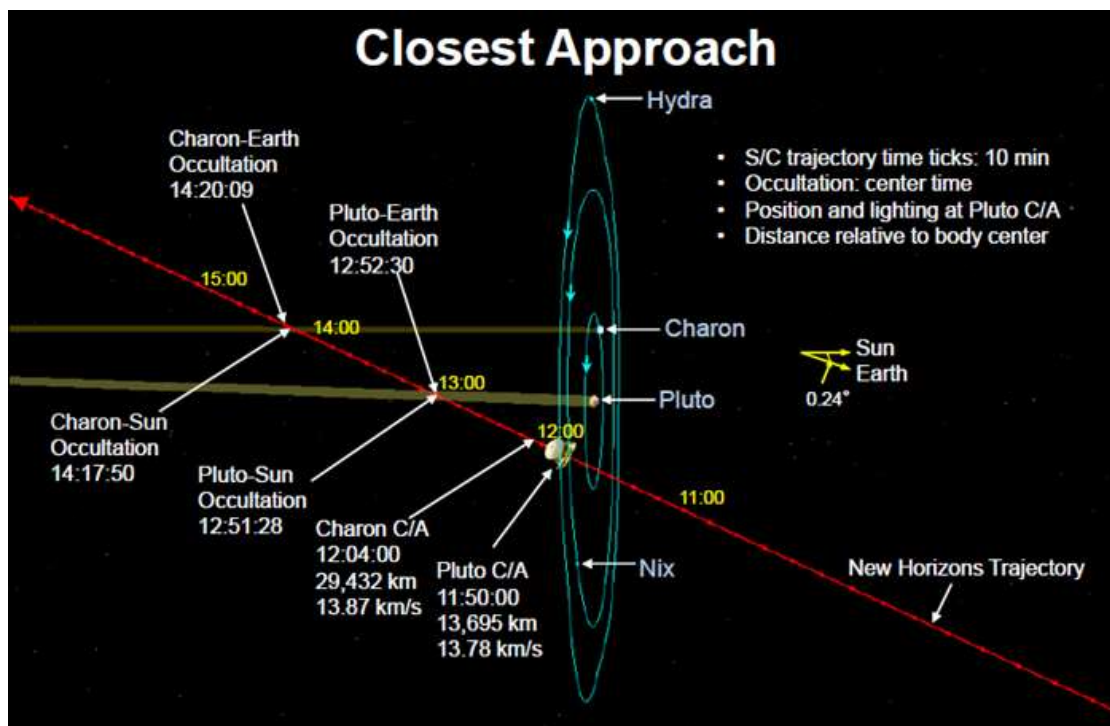 Closest Approach
Hydra
Charon-Earth
Occultation
14:20:09
• S/C trajectory time ticks: 10 min
• Occultation: center time
• Position and lighting at Pluto C/A
• Distance relative to body center
Pluto-Earth
Occultation
12:52:30
15:00
14:00
Charon
Sun
Earth
0.24°
13:00
Pluto
Charon-Sun
Occultation
14:17:50
12:00
Pluto-Sun
Occultation
12:51:28
11:00
Charon C/A
12:04:00
29,432 km
13.87 km/s
Pluto C/A
11:50:00
13,695 km
13.78 km/s
Nix
New Horizons Trajectory